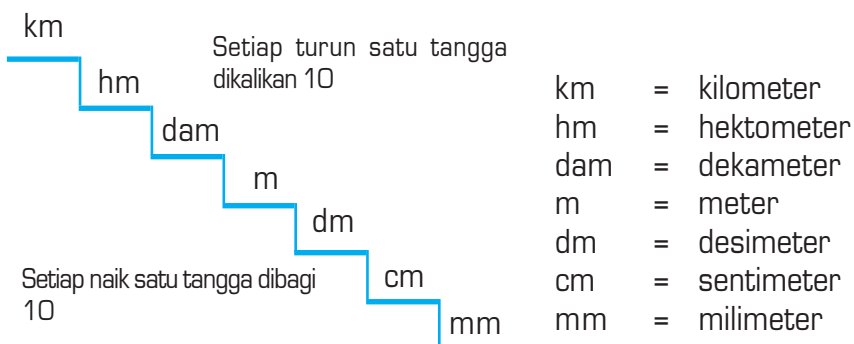 km
hm
dam
m
dm
cm
mm
Setiap turun satu tangga
dikalikan 10
Setiap naik satu tangga dibagi
10
km = kilometer
hm = hektometer
dam = dekameter
m = meter
dm = desimeter
cm = sentimeter
mm = milimeter